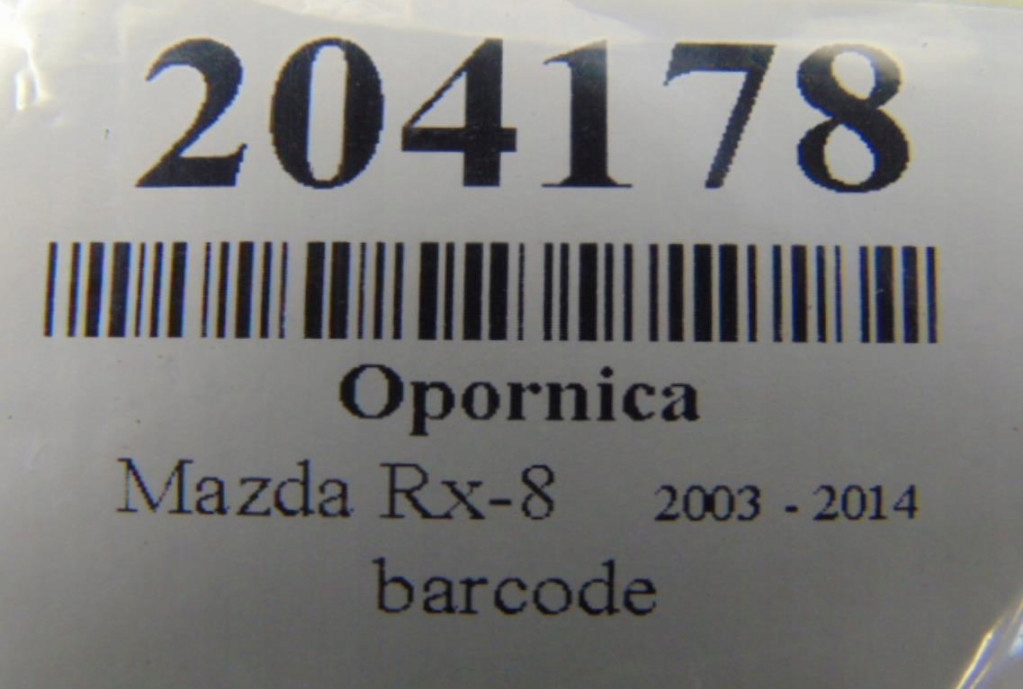 204178
Opornica
Mazda Rx-8 2003 - 2014
barcode